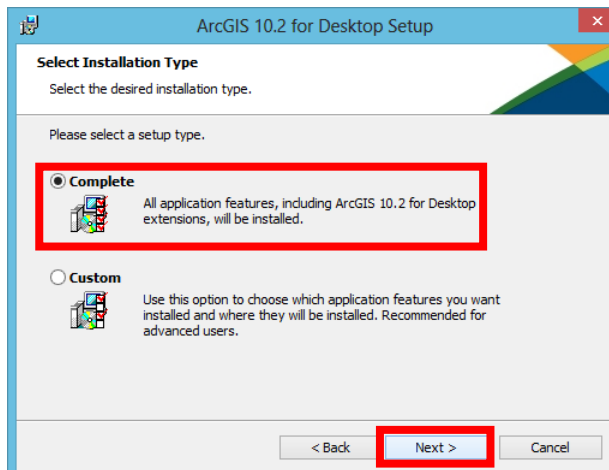 ArcGIS 10.2 for Desktop Setup
Select Installation Type
Select the desired installation type.
Please select a setup type.
Complete
All application features, including ArcGIS 10.2 for Desktop
extensions, will be installed.
Custom
Use this option to choose which application features you want
installed and where they will be installed. Recommended for
advanced users.
< Back Next > Cancel